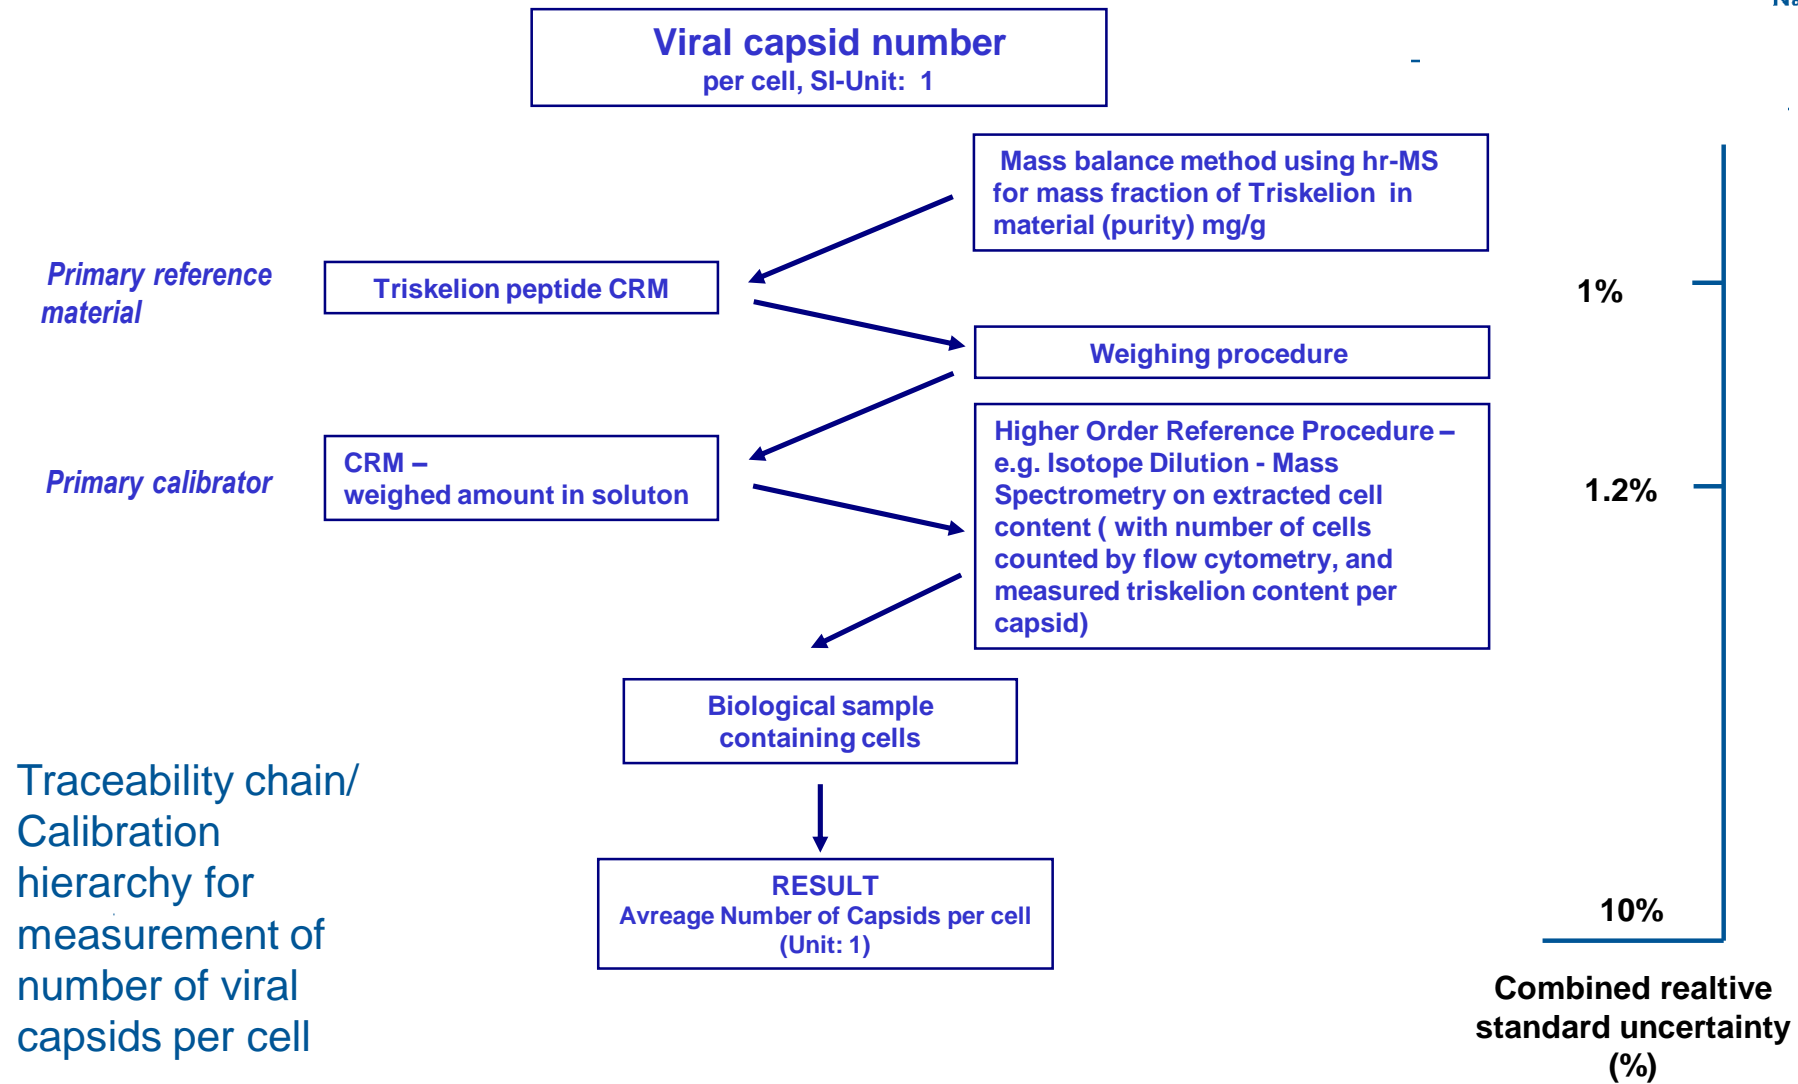 Viral capsid number
per cell, SI-Unit: 1
Mass balance method using hr-MS
for mass fraction of Triskelion in
material (purity) mg/g
Primary reference
material
Triskelion peptide CRM
1%
Weighing procedure
Primary calibrator
CRM –
weighed amount in soluton
Higher Order Reference Procedure –
e.g. Isotope Dilution - Mass
Spectrometry on extracted cell
content ( with number of cells
counted by flow cytometry, and
measured triskelion content per
capsid)
1.2%
Biological sample
containing cells
Traceability chain/
Calibration
hierarchy for
measurement of
number of viral
capsids per cell
RESULT
Avreage Number of Capsids per cell
(Unit: 1)
10%
Combined realtive
standard uncertainty
(%)